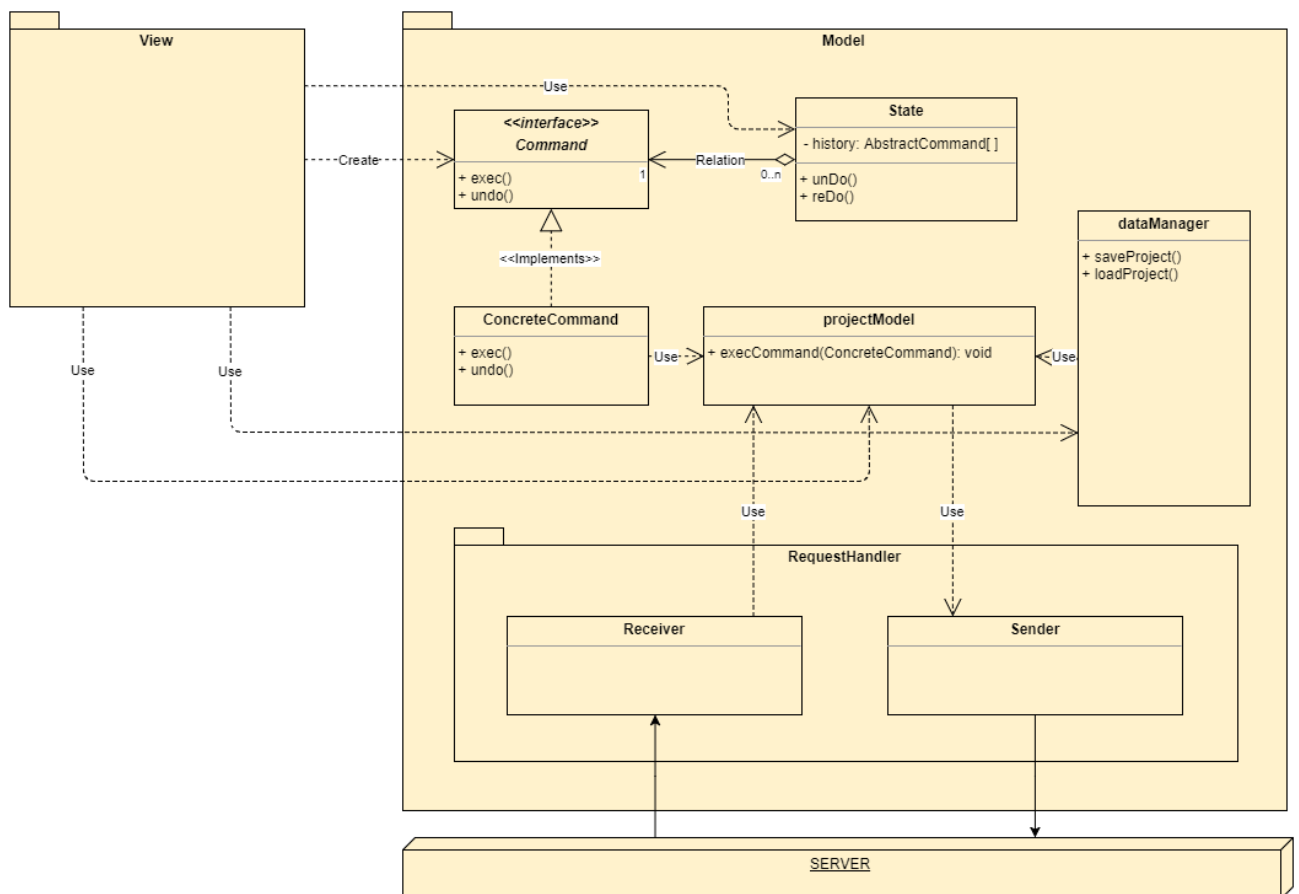 View
Model
Use
State
- history: AbstractCommand[ ]
+ unDo()
+ reDo()
<<interface>>
Command
+ exec()
+ undo()
Create
Relation
1
0..n
dataManager
+ saveProject()
+ loadProject()
<<Implements>>
ConcreteCommand
+ exec()
+ undo()
Use
projectModel
+ execCommand(ConcreteCommand): void
Use
Use
Use
Use
Use
RequestHandler
Receiver
Sender
SERVER